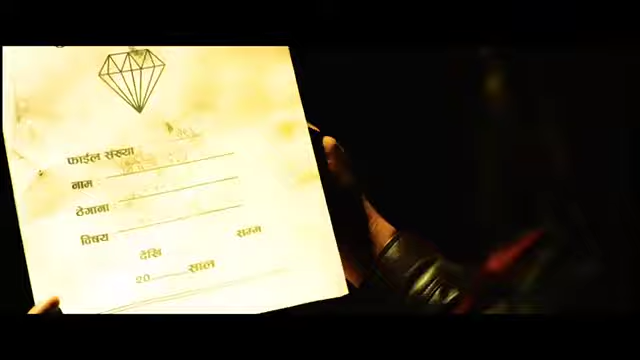 फाईल संख्या
नाम
ठेगाना
विषय
देखि सम्म
20 साल